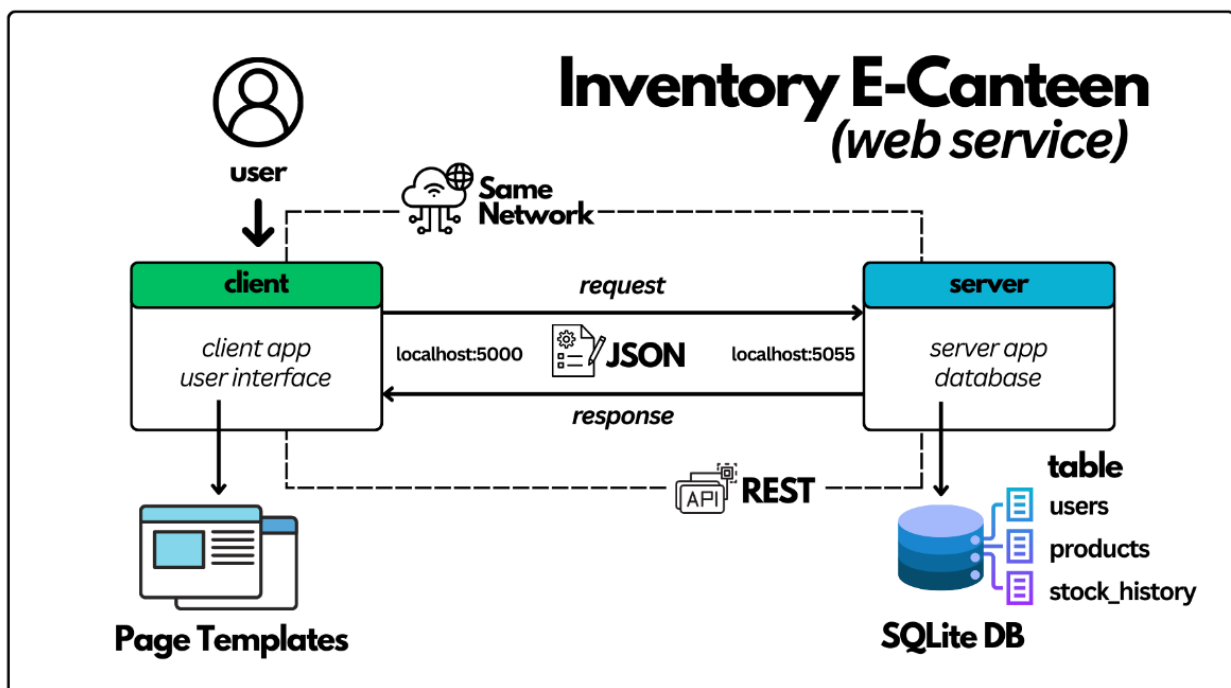 Inventory E-Canteen
(web service)
user
Same
Network
client
request
server
client app
user interface
localhost:5000
JSON
localhost:5055
server app
database
response
API
REST
table
users
products
stock_history
Page Templates
SQLite DB